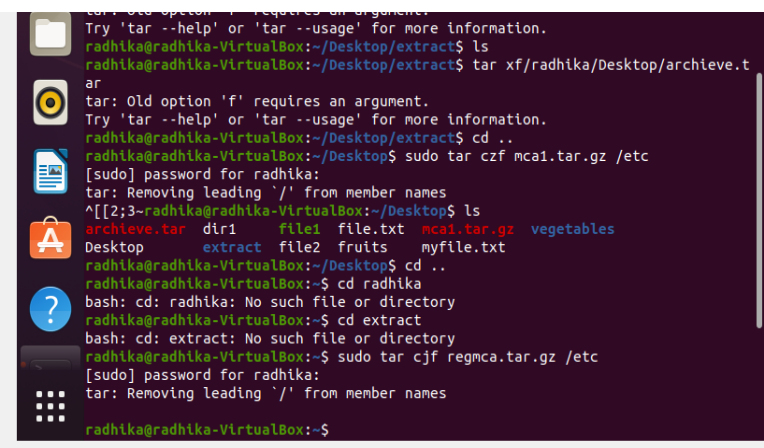 tar: Old option 'f' requires an argument.
Try 'tar --help' or 'tar --usage' for more information.
radhika@radhika-VirtualBox:~/Desktop/extract$ ls
radhika@radhika-VirtualBox:~/Desktop/extract$ tar xf/radhika/Desktop/archieve.t
ar
tar: Old option 'f' requires an argument.
Try 'tar --help' or 'tar --usage' for more information.
radhika@radhika-VirtualBox:~/Desktop/extract$ cd ..
radhika@radhika-VirtualBox:~/Desktop$ sudo tar czf mca1.tar.gz /etc
[sudo] password for radhika:
tar: Removing leading `/' from member names
^[[2;3~radhika@radhika-VirtualBox:~/Desktop$ ls
archieve.tar dir1 file1 file.txt mca1.tar.gz vegetables
Desktop extract file2 fruits myfile.txt
radhika@radhika-VirtualBox:~/Desktop$ cd ..
radhika@radhika-VirtualBox:~$ cd radhika
bash: cd: radhika: No such file or directory
radhika@radhika-VirtualBox:~$ cd extract
bash: cd: extract: No such file or directory
radhika@radhika-VirtualBox:~$ sudo tar cjf regmca.tar.gz /etc
[sudo] password for radhika:
tar: Removing leading `/' from member names
radhika@radhika-VirtualBox:~$